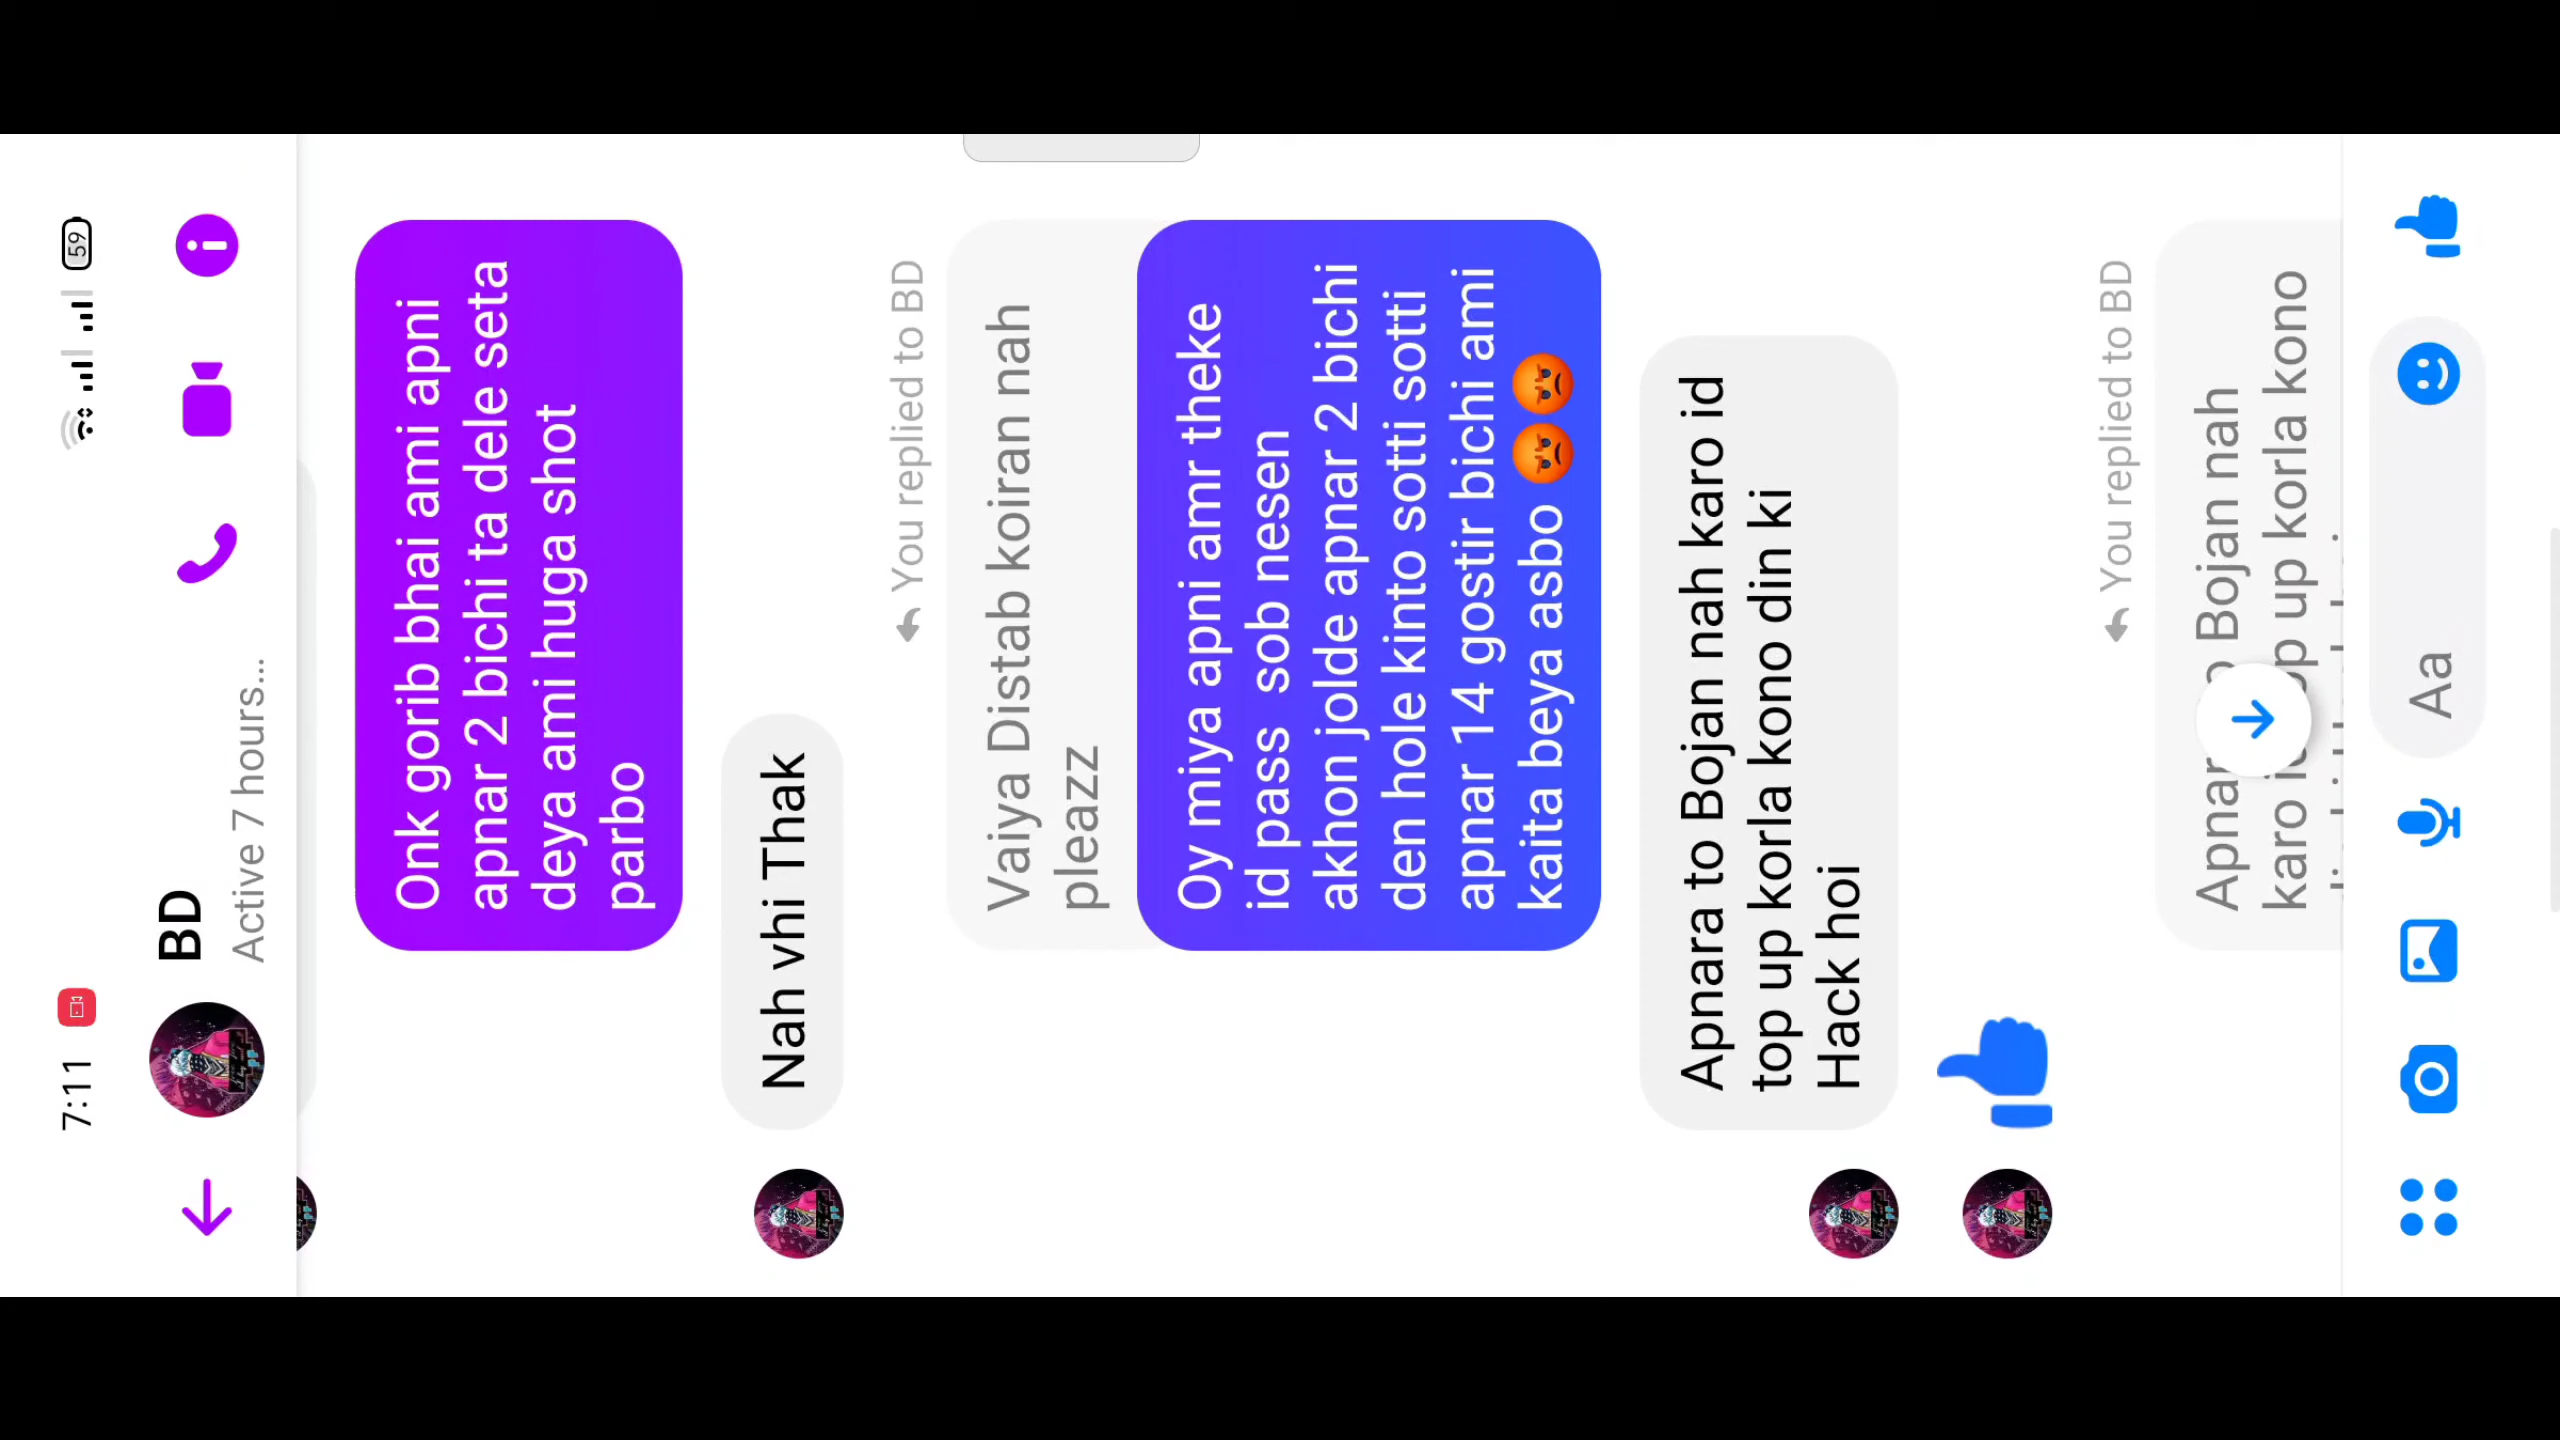 7:11
59
BD
Active 7 hours...
Onk gorib bhai ami apni
apnar 2 bichi ta dele seta
deya ami huga shot
parbo
Nah vhi Thak
You replied to BD
Vaiya Distab koiran nah
pleazz
Oy miya apni amr theke
id pass sob nesen
akhon jolde apnar 2 bichi
den hole kinto sotti sotti
apnar 14 gostir bichi ami
kaita beya asbo 😡😡
Apnara to Bojan nah karo id
top up korla kono din ki
Hack hoi
You replied to BD
Bojan nah
karo up korla kono
Aa